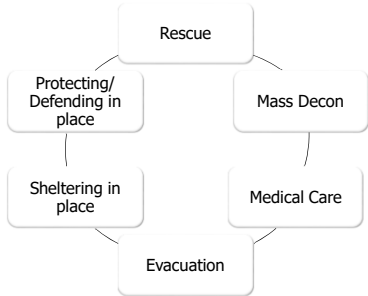 Rescue
Mass Decon
Medical Care
Evacuation
Sheltering in
place
Protecting/
Defending in
place